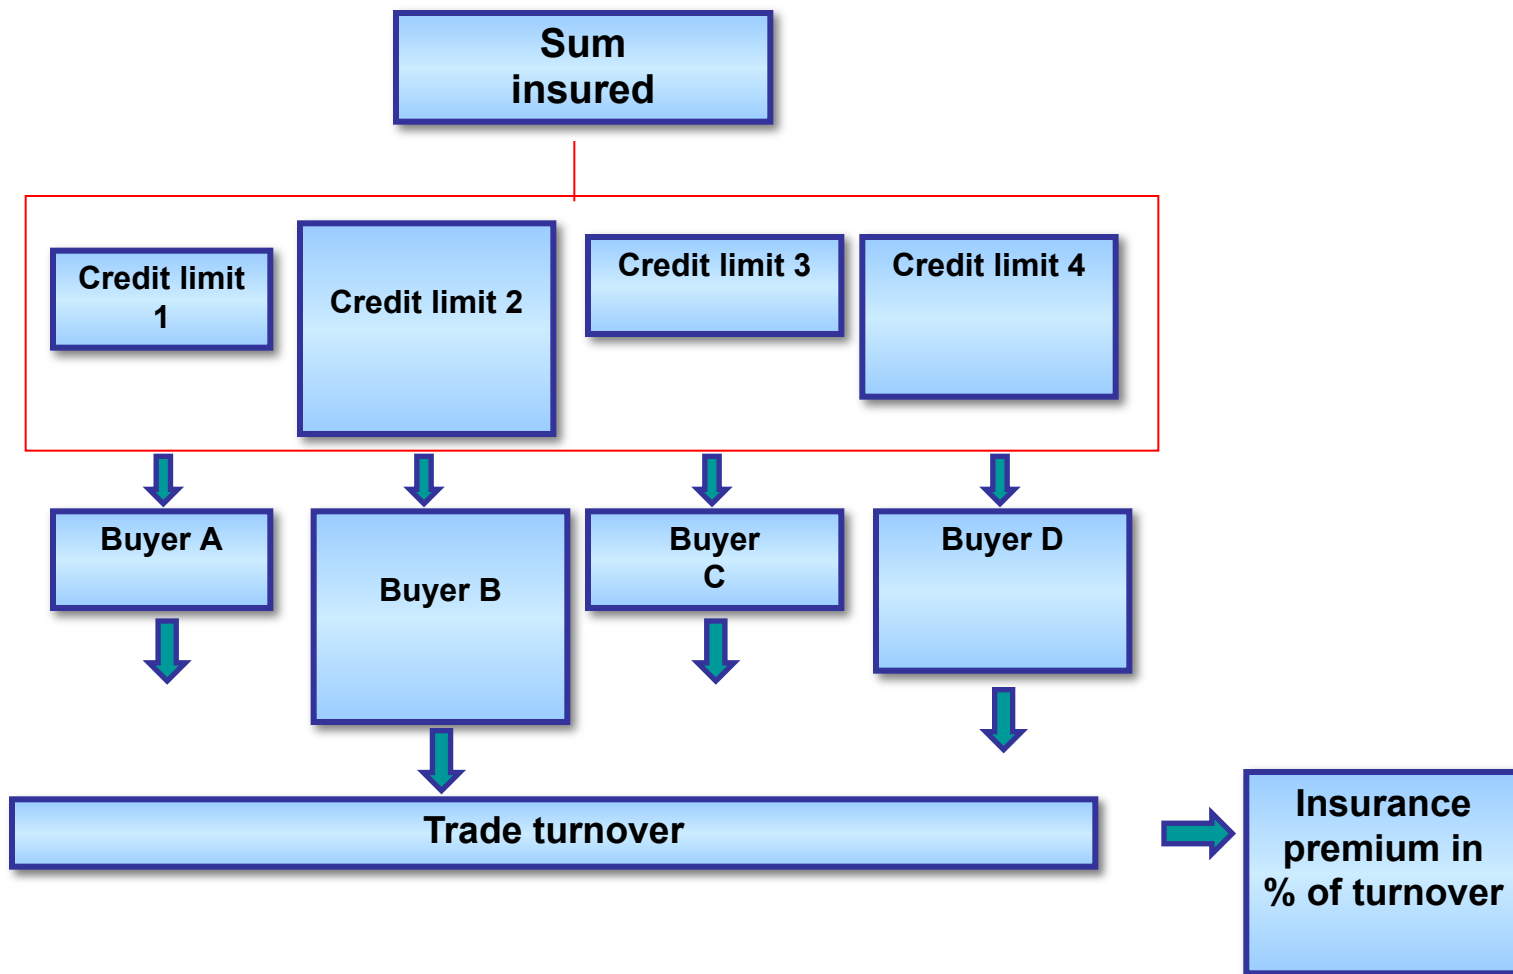 Sum
insured
Credit limit
1
Credit limit 2
Credit limit 3
Credit limit 4
Buyer A
Buyer B
Buyer
C
Buyer D
Trade turnover
Insurance
premium in
% of turnover